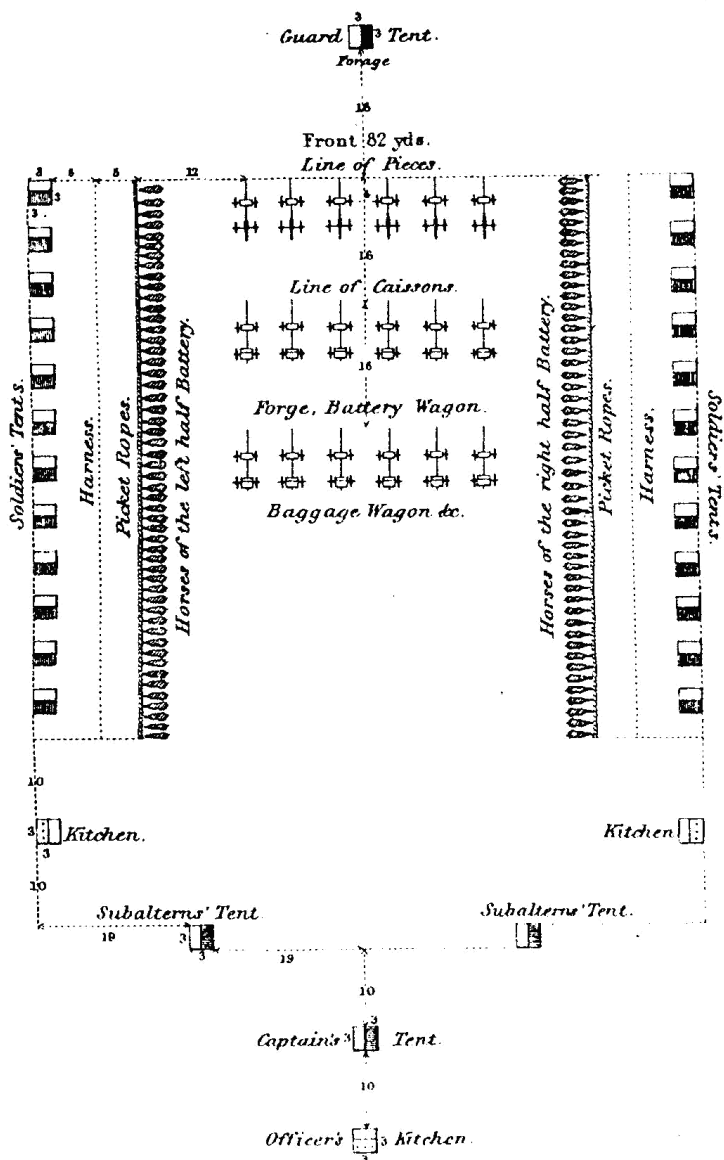 3
Guard 3 Tent.
Forage
15
Front 82 yds.
Line of Pieces.
3 5 5 12
3
3
4
16
Line of Caissons.
16
Forge, Battery Wagon.
Baggage Wagon &c.
Soldiers' Tents.
Harness.
Picket Ropes.
Horses of the left half Battery.
Horses of the right half Battery.
Picket Ropes.
Harness.
Soldiers' Tents.
10
3 Kitchen. Kitchen
3
10
Subalterns' Tent Subalterns' Tent.
19 3
3 19
10
3
Captain's 3 Tent.
10
Officer's 3 Kitchen.
3